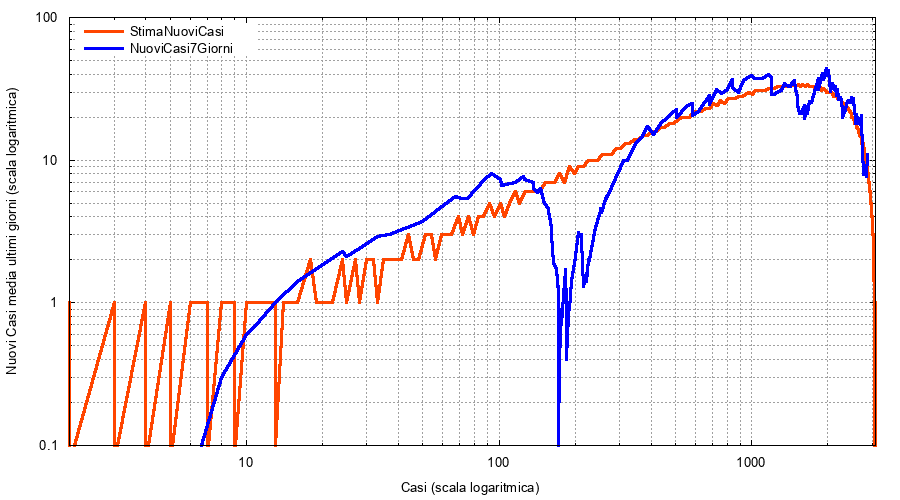 100
StimaNuoviCasi
NuoviCasi7Giorni
10
1
0.1
Nuovi Casi media ultimi giorni (scala logaritmica)
10 100 1000
Casi (scala logaritmica)